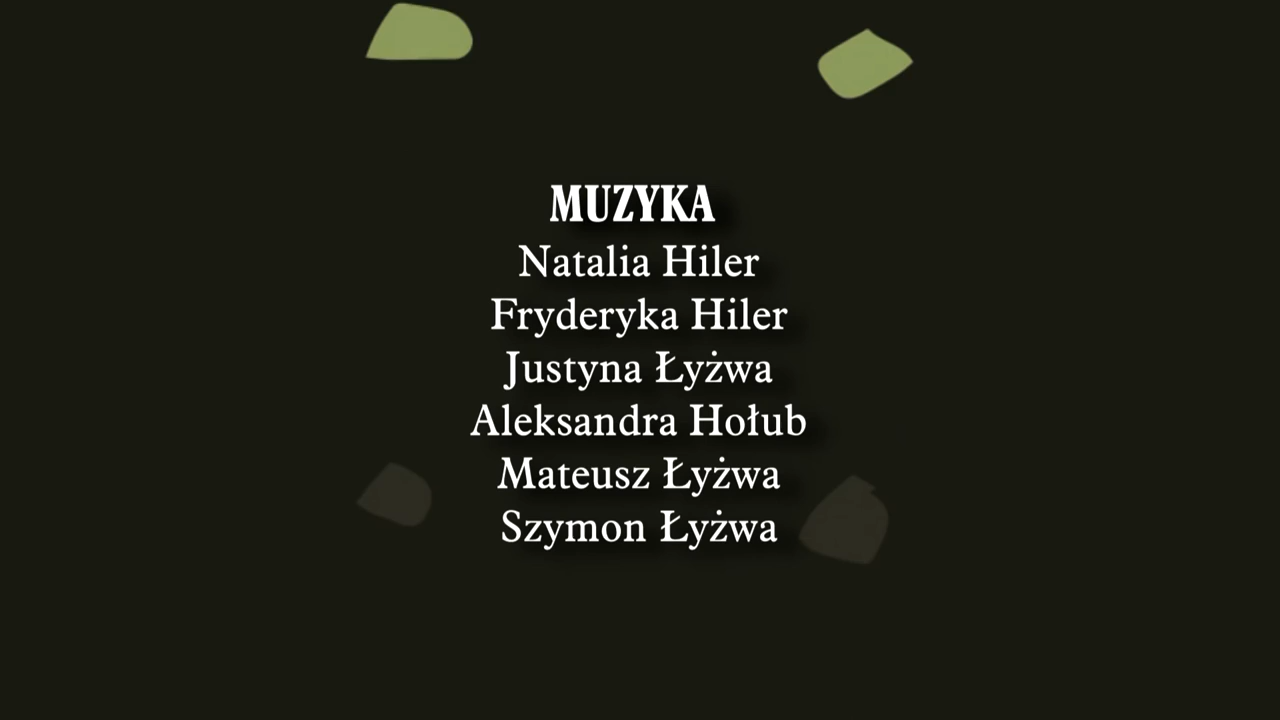 MUZYKA
Natalia Hiler
Fryderyka Hiler
Justyna Łyżwa
Aleksandra Hołub
Mateusz Łyżwa
Szymon Łyżwa